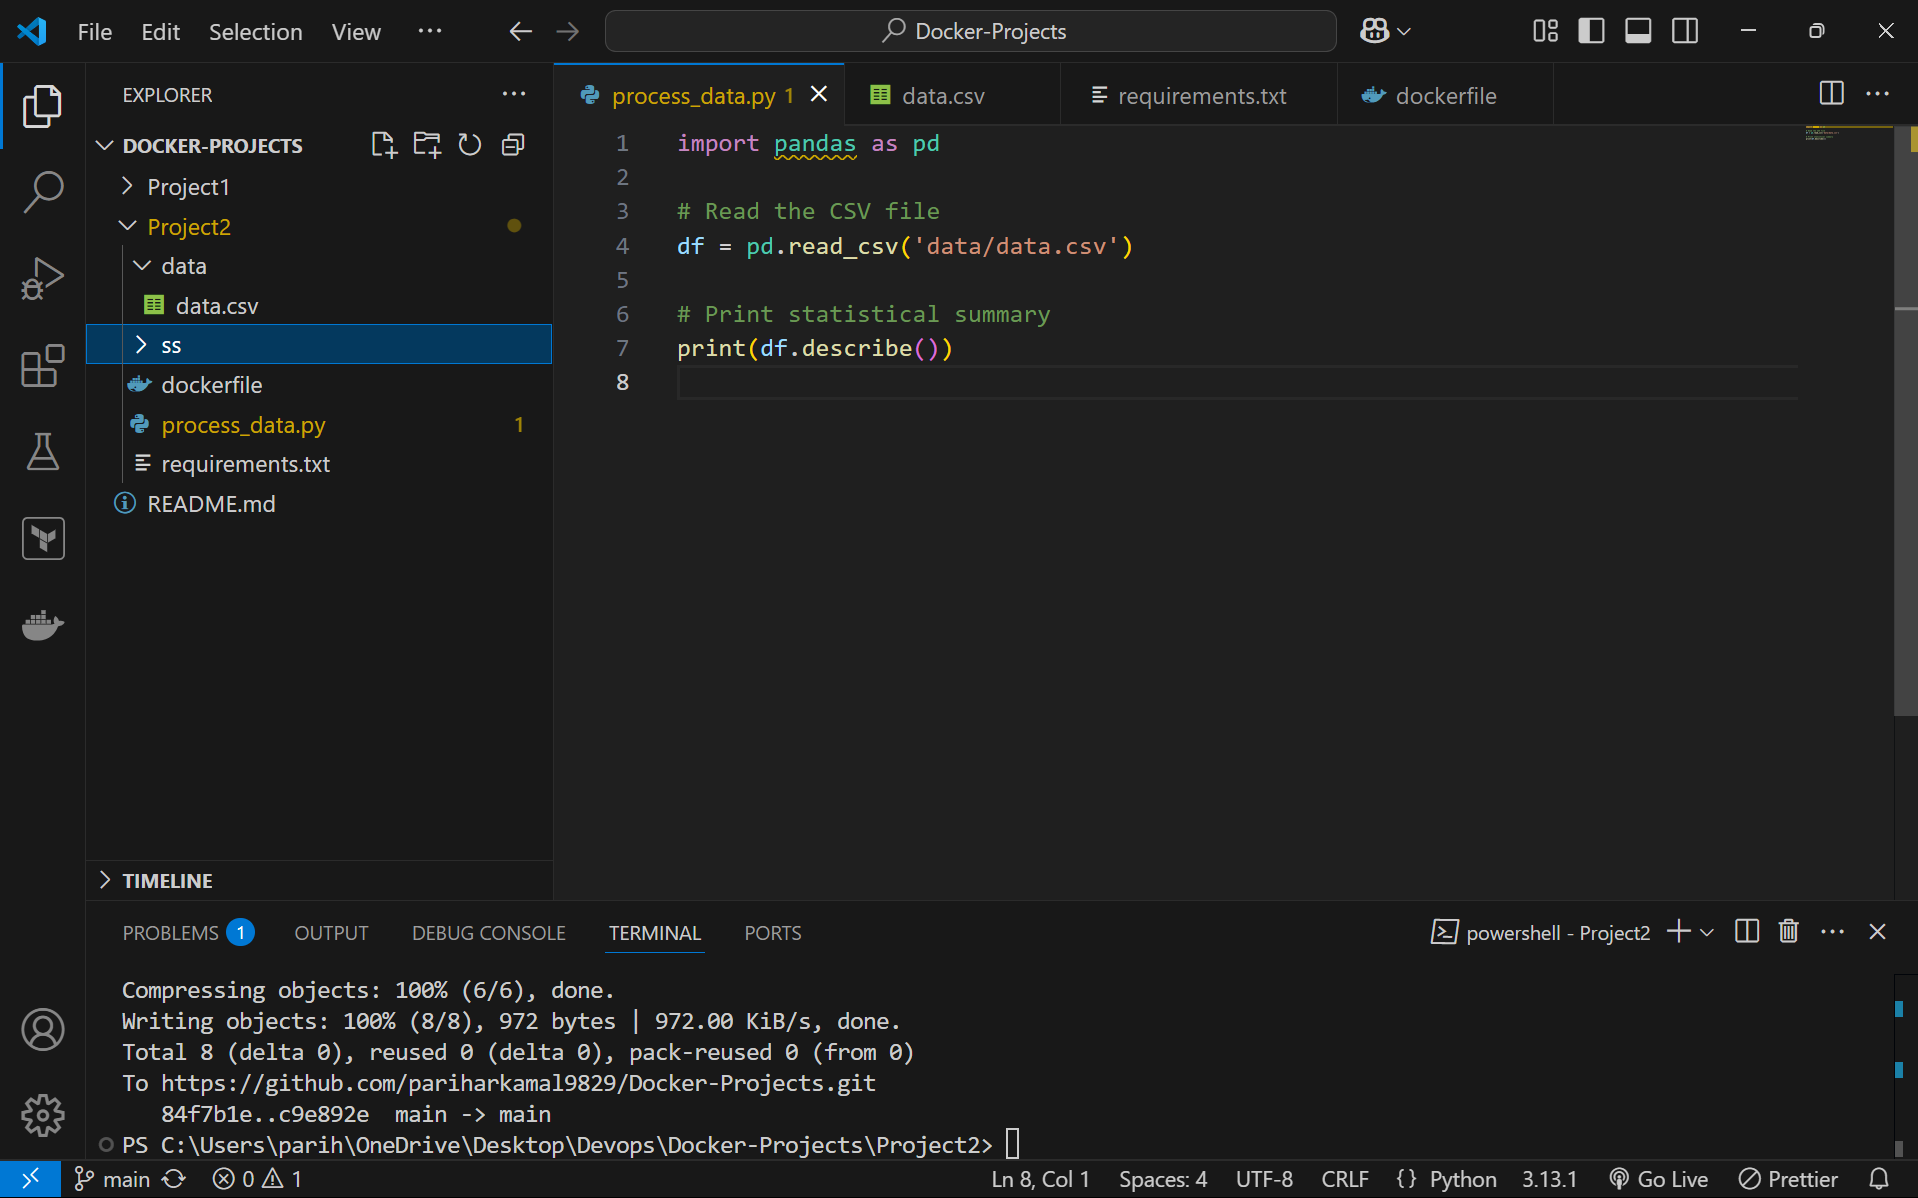 File Edit Selection View ··· Docker-Projects
EXPLORER ···
DOCKER-PROJECTS
Project1
Project2
data
data.csv
ss
dockerfile
process_data.py 1
requirements.txt
README.md
TIMELINE
process_data.py 1 data.csv requirements.txt dockerfile ···
1 import pandas as pd
2
3 # Read the CSV file
4 df = pd.read_csv('data/data.csv')
5
6 # Print statistical summary
7 print(df.describe())
8
PROBLEMS 1 OUTPUT DEBUG CONSOLE TERMINAL PORTS powershell - Project2 ···
Compressing objects: 100% (6/6), done.
Writing objects: 100% (8/8), 972 bytes | 972.00 KiB/s, done.
Total 8 (delta 0), reused 0 (delta 0), pack-reused 0 (from 0)
To https://github.com/pariharkamal9829/Docker-Projects.git
84f7b1e..c9e892e main -> main
PS C:\Users\parih\OneDrive\Desktop\Devops\Docker-Projects\Project2>
main 0 1 Ln 8, Col 1 Spaces: 4 UTF-8 CRLF {} Python 3.13.1 Go Live Prettier